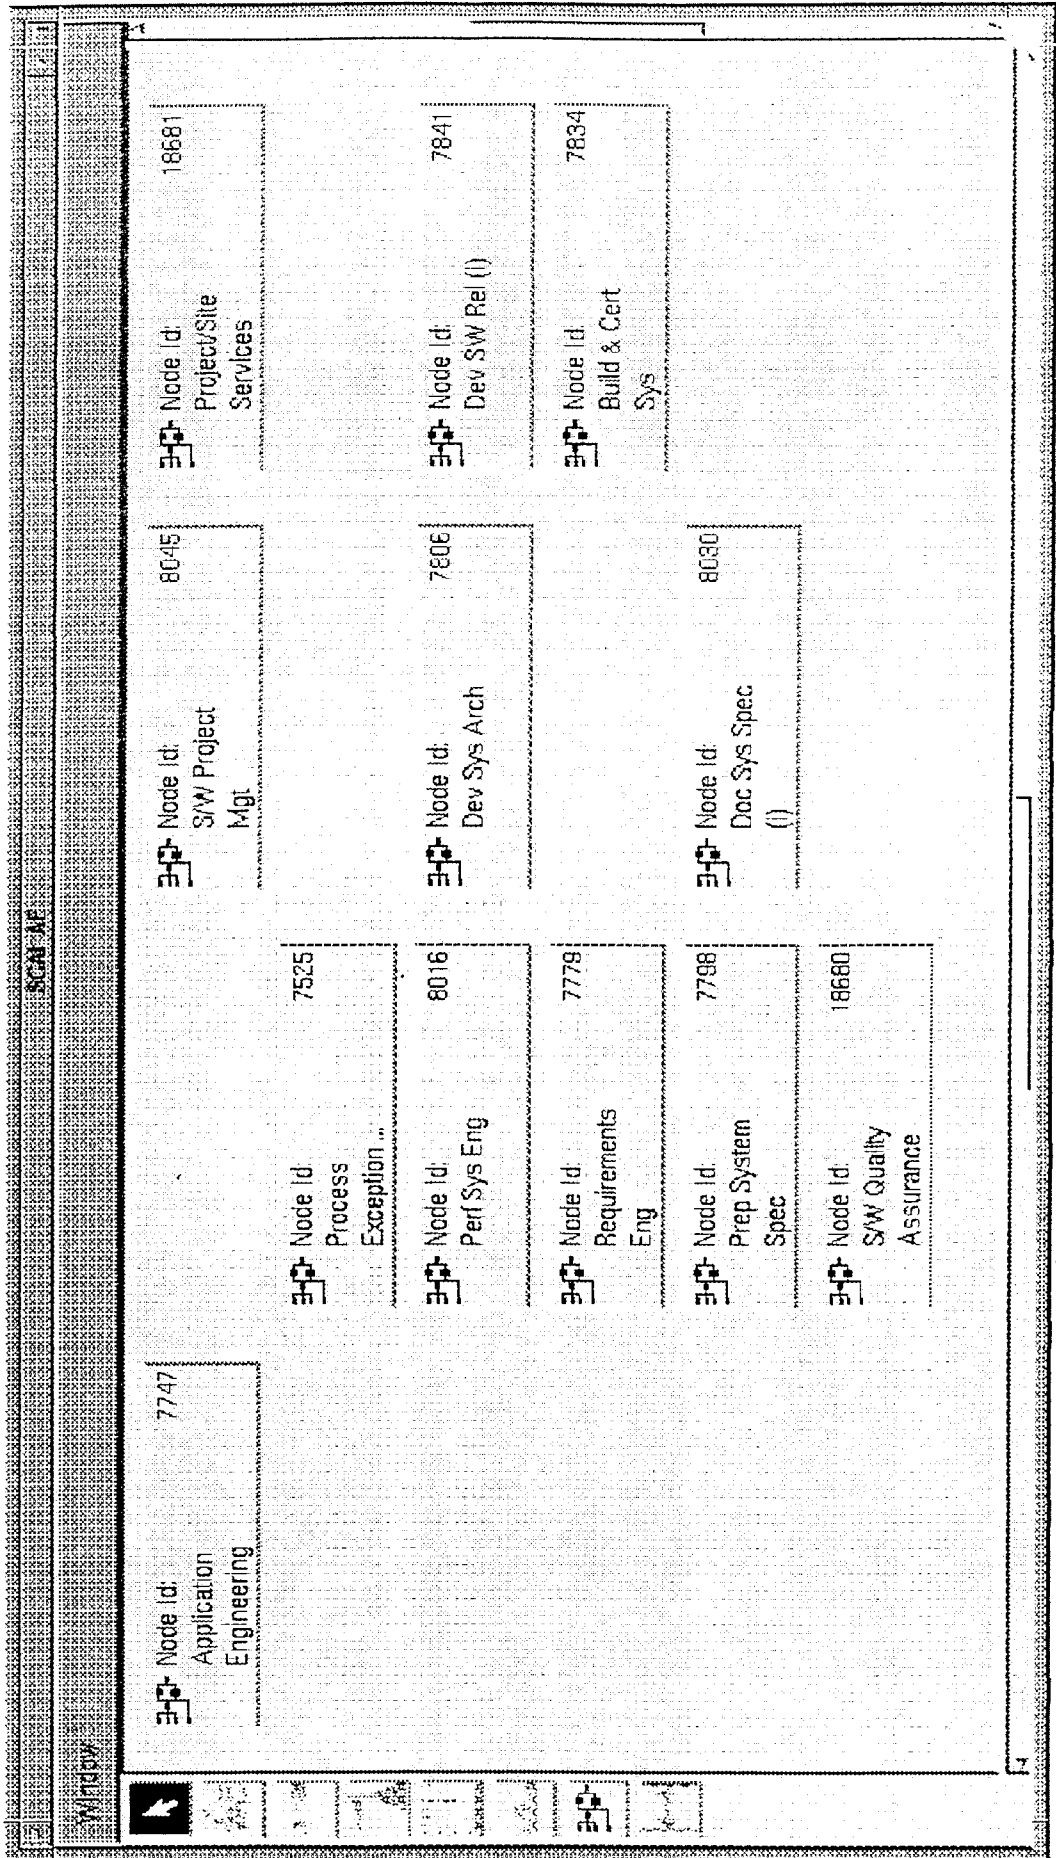 SCALAE
Window
Node Id: 7747
Application
Engineering
Node Id: 7525
Process
Exception ...
Node Id: 8016
Perf Sys Eng
Node Id: 7779
Requirements
Eng
Node Id: 7798
Prep System
Spec
Node Id: 18680
S/W Quality
Assurance
Node Id: 8045
S/W Project
Mgt
Node Id: 7806
Dev Sys Arch
Node Id: 8030
Doc Sys Spec
(I)
Node Id: 18681
Project/Site
Services
Node Id: 7841
Dev SW Rel (I)
Node Id: 7834
Build & Cert
Sys